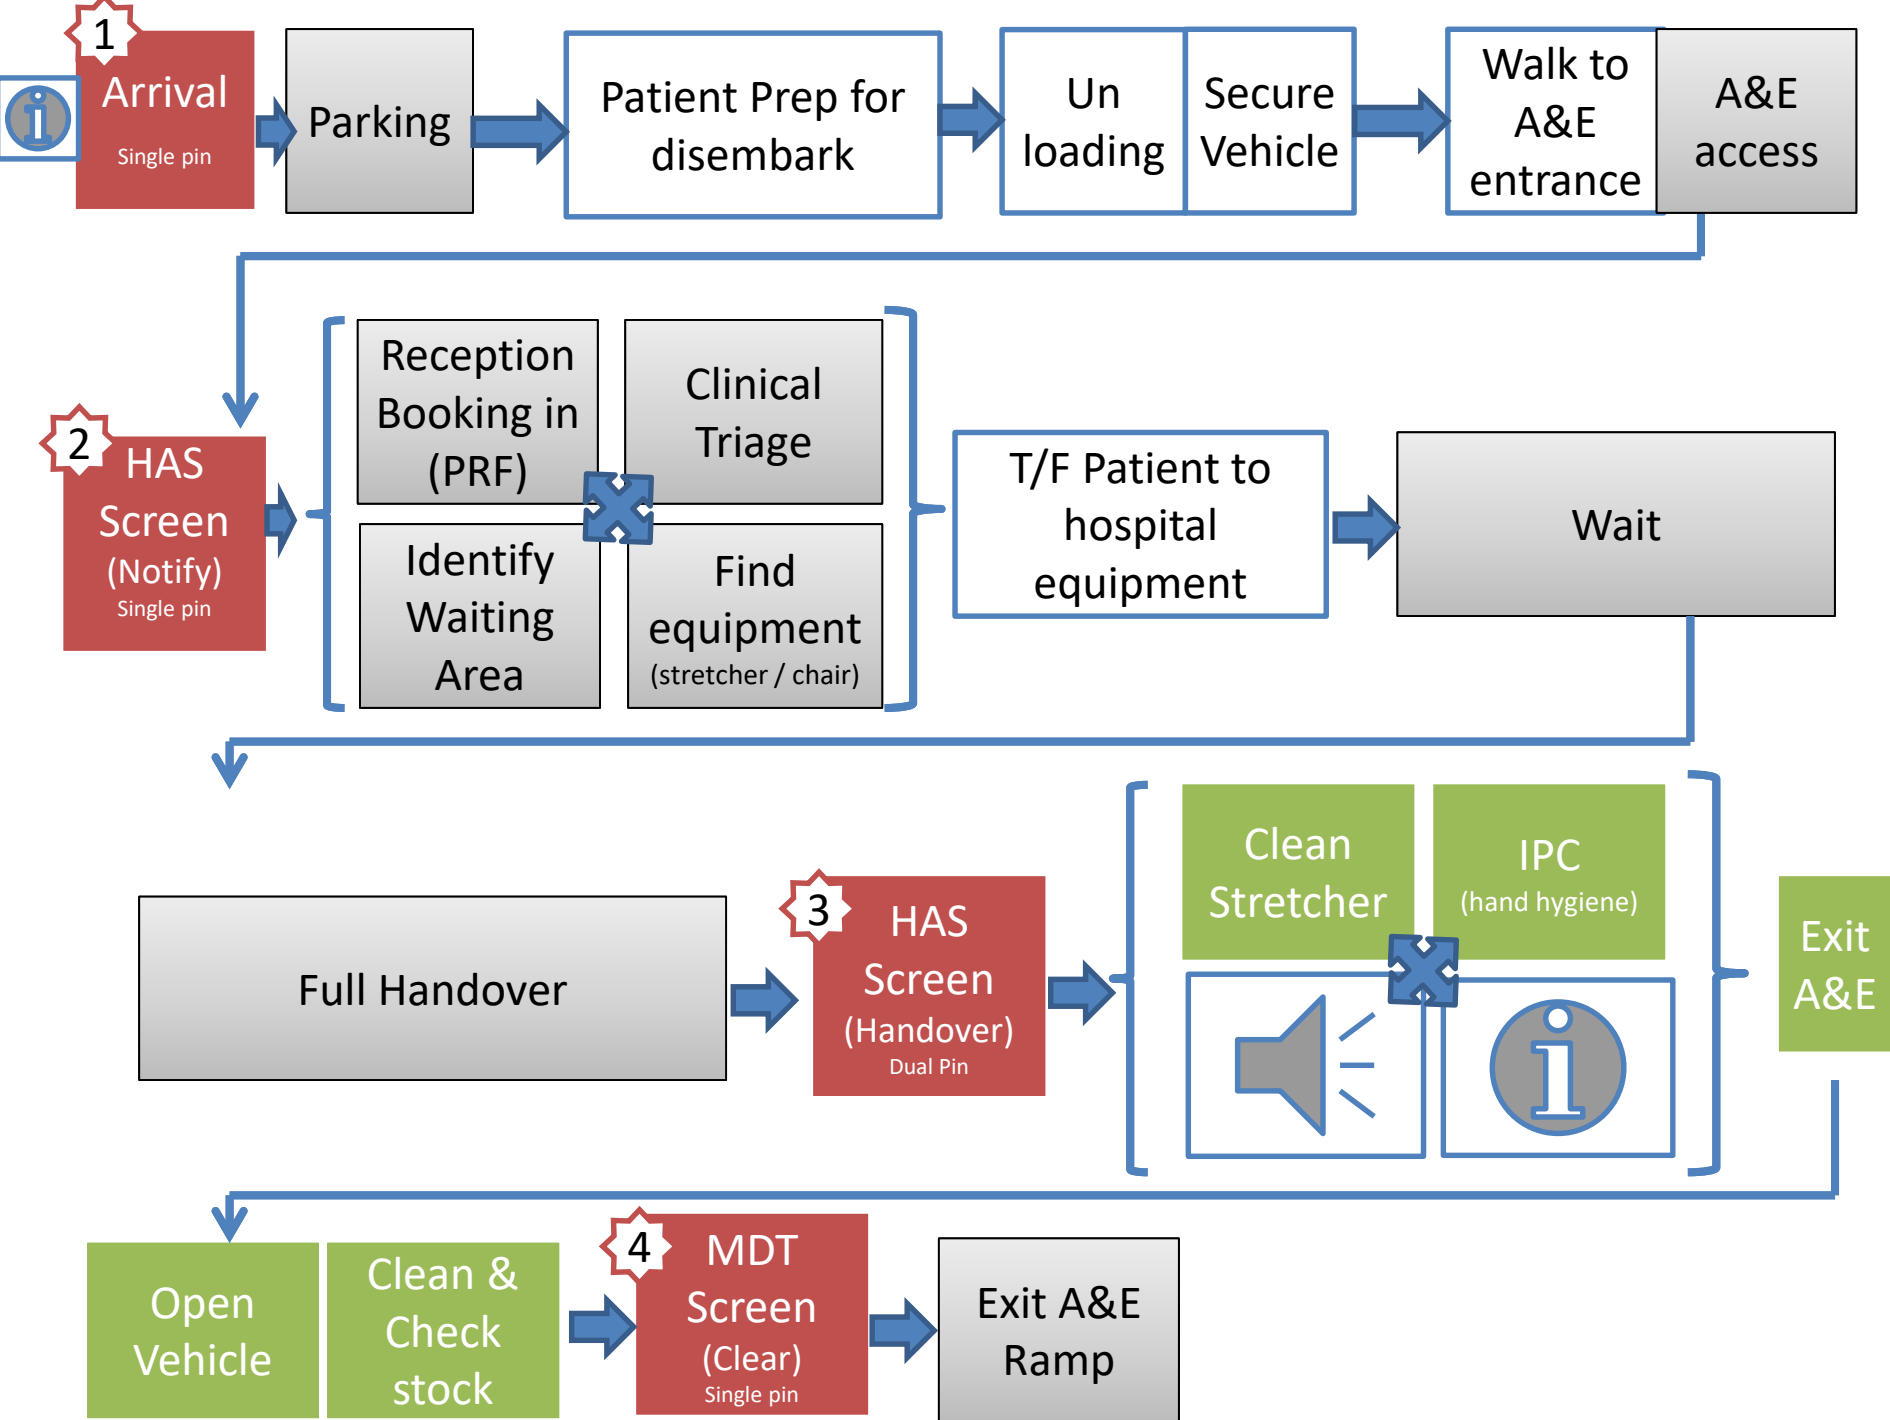 1
Arrival
Single pin
Parking
Patient Prep for
disembark
Un
loading
Secure
Vehicle
Walk to
A&E
entrance
A&E
access
2
HAS
Screen
(Notify)
Single pin
Reception
Booking in
(PRF)
Clinical
Triage
Identify
Waiting
Area
Find
equipment
(stretcher / chair)
T/F Patient to
hospital
equipment
Wait
Full Handover
3
HAS
Screen
(Handover)
Dual Pin
Clean
Stretcher
IPC
(hand hygiene)
Exit
A&E
Open
Vehicle
Clean &
Check
stock
4
MDT
Screen
(Clear)
Single pin
Exit A&E
Ramp